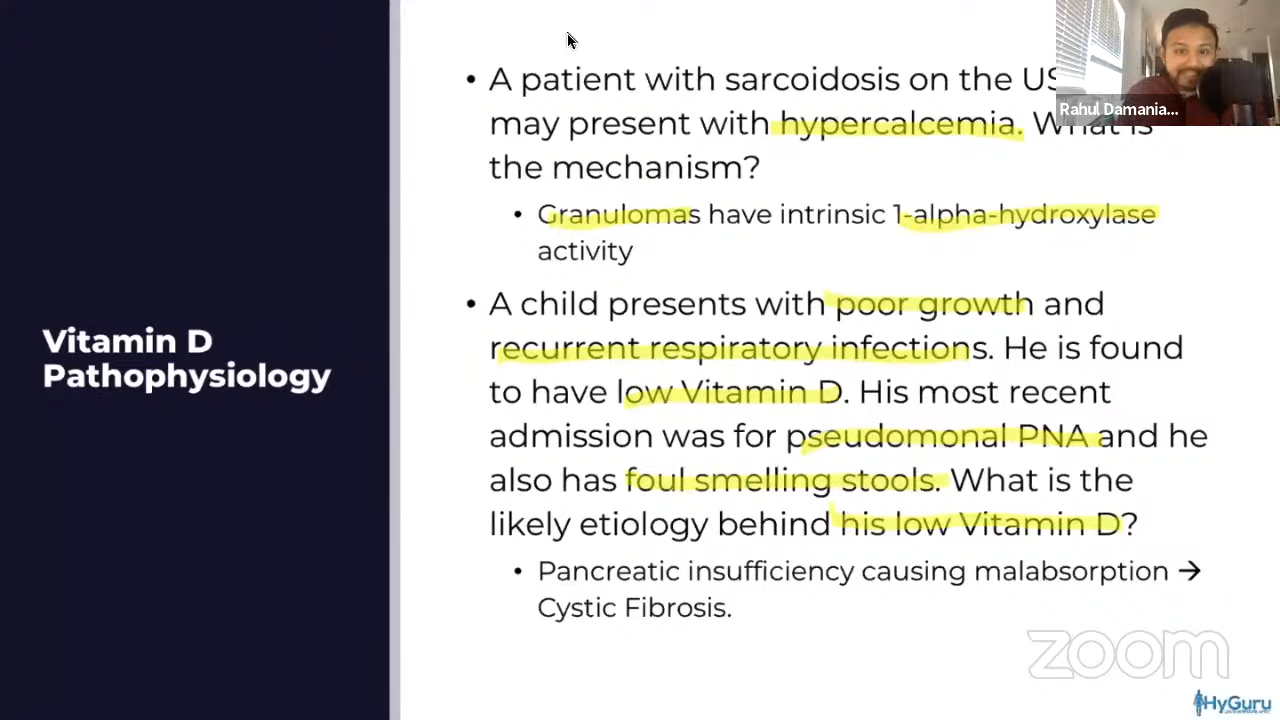 Vitamin D
Pathophysiology
• A patient with sarcoidosis on the US
may present with hypercalcemia. What is
the mechanism?
• Granulomas have intrinsic 1-alpha-hydroxylase
activity
• A child presents with poor growth and
recurrent respiratory infections. He is found
to have low Vitamin D. His most recent
admission was for pseudomonal PNA and he
also has foul smelling stools. What is the
likely etiology behind his low Vitamin D?
• Pancreatic insufficiency causing malabsorption →
Cystic Fibrosis.
Rahul Damania...
zoom
HyGuru